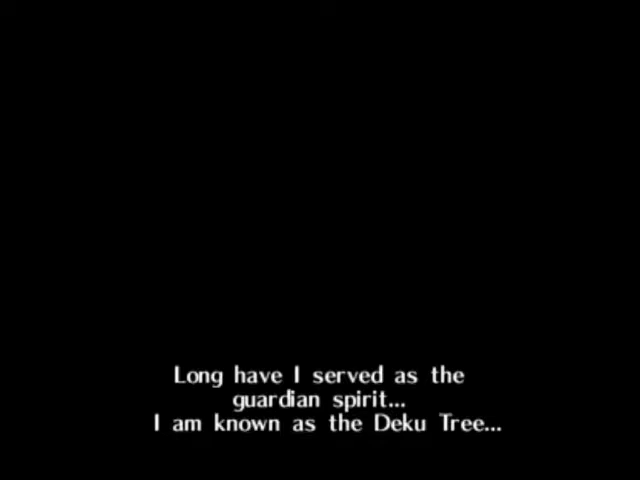 Long have I served as the
guardian spirit...
I am known as the Deku Tree...